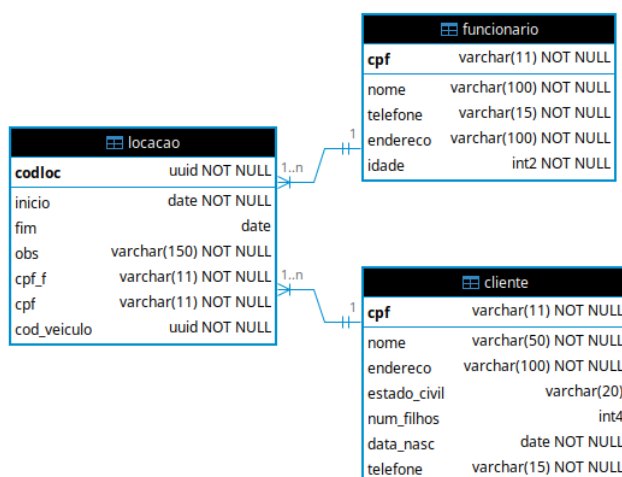 funcionario
cpf varchar(11) NOT NULL
nome varchar(100) NOT NULL
telefone varchar(15) NOT NULL
endereco varchar(100) NOT NULL
idade int2 NOT NULL
locacao
codloc uuid NOT NULL
inicio date NOT NULL
fim date
obs varchar(150) NOT NULL
cpf_f varchar(11) NOT NULL
cpf varchar(11) NOT NULL
cod_veiculo uuid NOT NULL
1
1..n
1..n
1
cliente
cpf varchar(11) NOT NULL
nome varchar(50) NOT NULL
endereco varchar(100) NOT NULL
estado_civil varchar(20)
num_filhos int4
data_nasc date NOT NULL
telefone varchar(15) NOT NULL